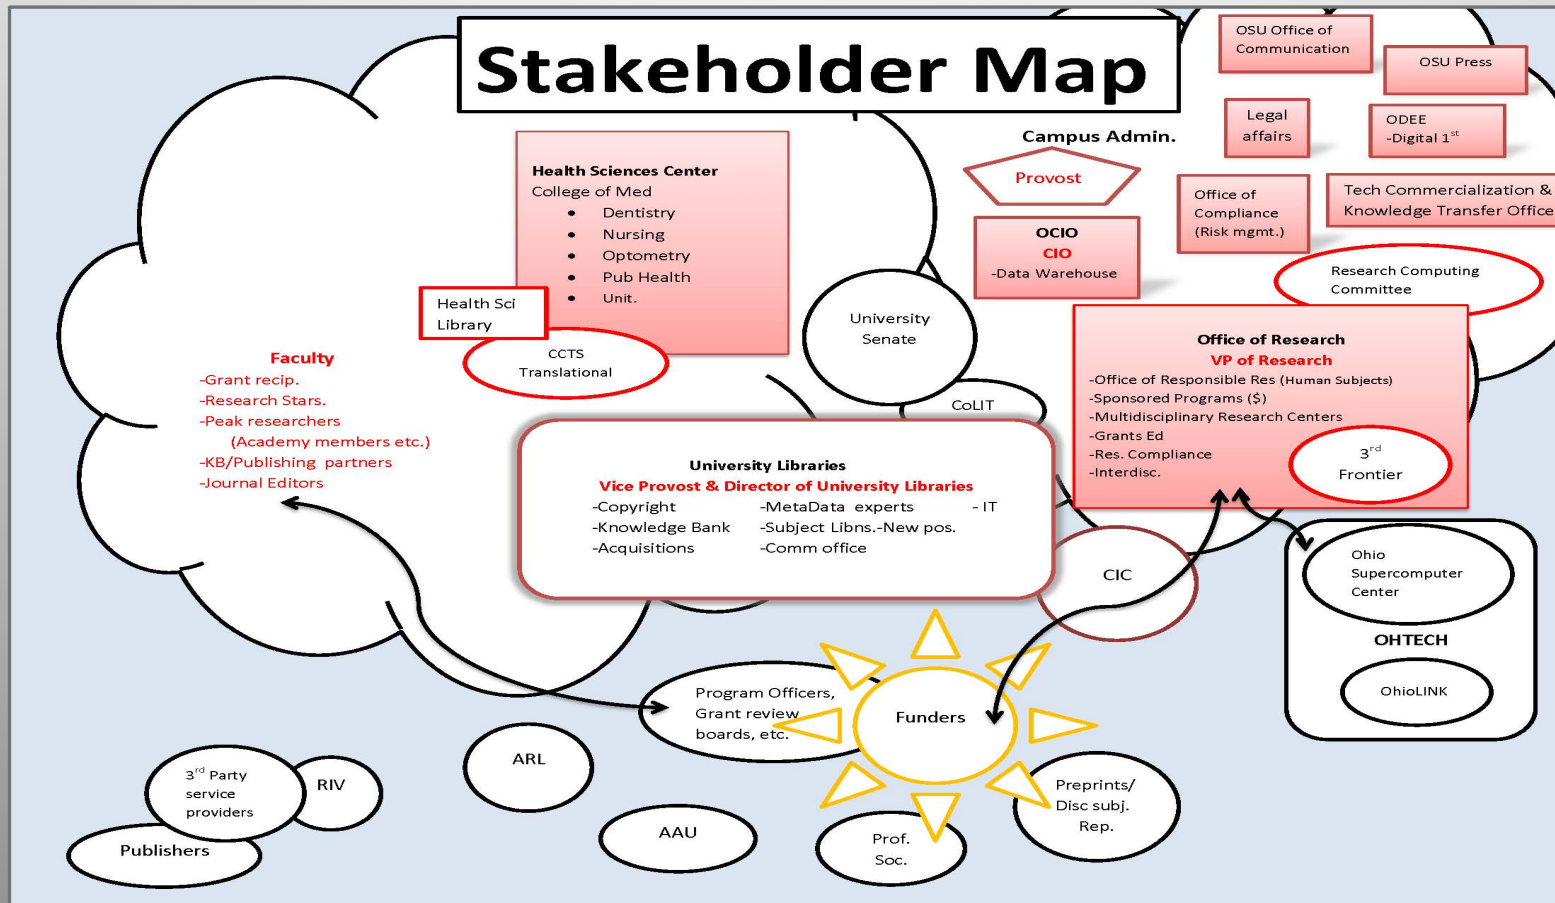 Stakeholder Map
OSU Office of
Communication
OSU Press
Legal
affairs
ODEE
-Digital 1st
Campus Admin.
Provost
Office of
Compliance
(Risk mgmt.)
Tech Commercialization &
Knowledge Transfer Office
OCIO
CIO
-Data Warehouse
Research Computing
Committee
Health Sciences Center
College of Med
• Dentistry
• Nursing
• Optometry
• Pub Health
• Unit.
Health Sci
Library
CCTS
Translational
University
Senate
CoLIT
Office of Research
VP of Research
-Office of Responsible Res (Human Subjects)
-Sponsored Programs ($)
-Multidisciplinary Research Centers
-Grants Ed
-Res. Compliance
-Interdisc.
3rd
Frontier
Faculty
-Grant recip.
-Research Stars.
-Peak researchers
(Academy members etc.)
-KB/Publishing partners
-Journal Editors
University Libraries
Vice Provost & Director of University Libraries
-Copyright -MetaData experts - IT
-Knowledge Bank -Subject Libns.-New pos.
-Acquisitions -Comm office
CIC
Ohio
Supercomputer
Center
OHTECH
OhioLINK
Program Officers,
Grant review
boards, etc.
Funders
ARL
3rd Party
service
providers
RIV
Publishers
AAU
Prof.
Soc.
Preprints/
Disc subj.
Rep.